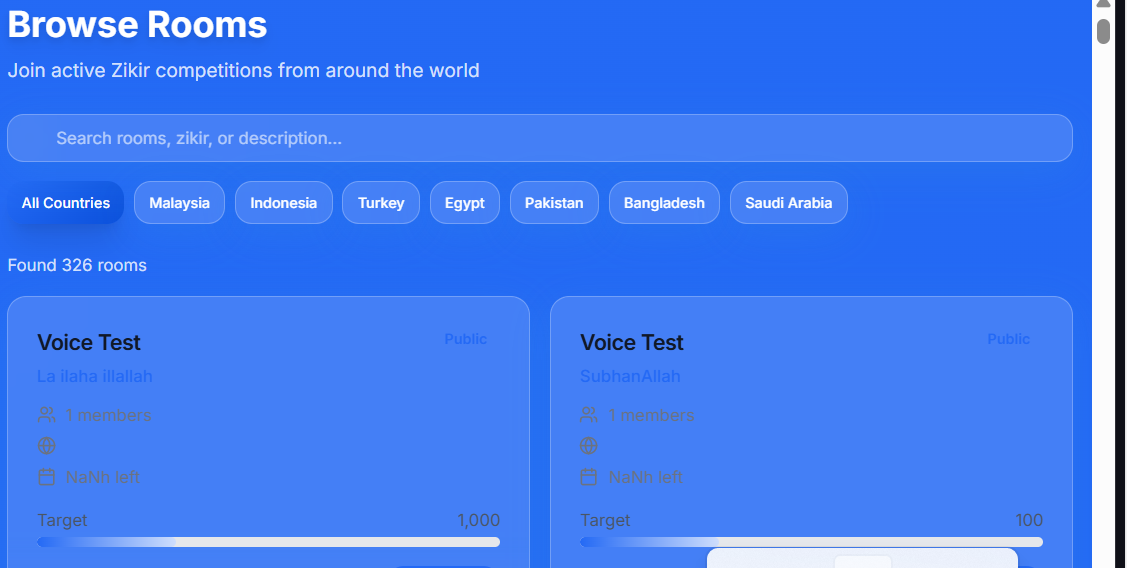 Browse Rooms
Join active Zikir competitions from around the world
Search rooms, zikir, or description...
All Countries Malaysia Indonesia Turkey Egypt Pakistan Bangladesh Saudi Arabia
Found 326 rooms
Voice Test Public
La ilaha illallah
1 members
NaNh left
Target 1,000
Voice Test Public
SubhanAllah
1 members
NaNh left
Target 100